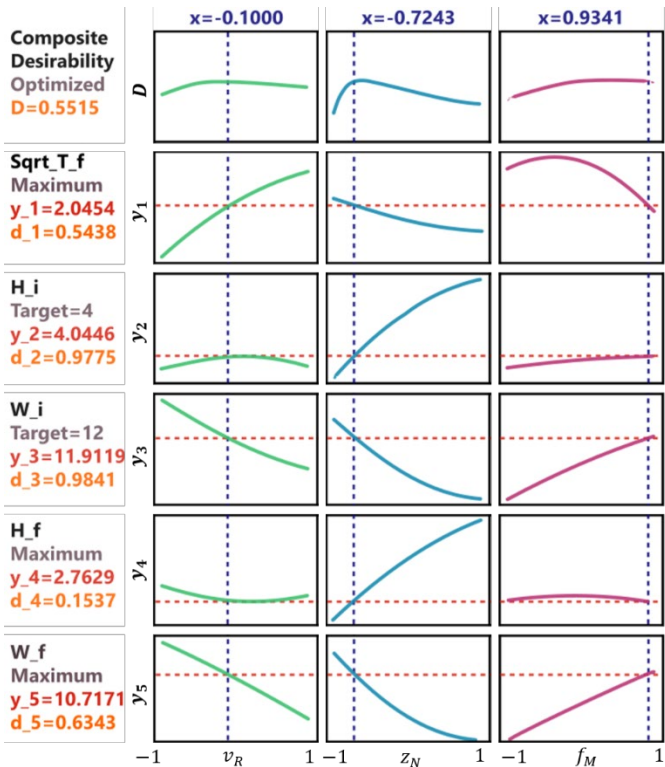 x=-0.1000 x=-0.7243 x=0.9341
Composite
Desirability
Optimized
D=0.5515
D
Sqrt_T_f
Maximum
y_1=2.0454
d_1=0.5438
y₁
H_i
Target=4
y_2=4.0446
d_2=0.9775
y₂
W_i
Target=12
y_3=11.9119
d_3=0.9841
y₃
H_f
Maximum
y_4=2.7629
d_4=0.1537
y₄
W_f
Maximum
y_5=10.7171
d_5=0.6343
y₅
−1 v_R 1 −1 z_N 1 −1 f_M 1